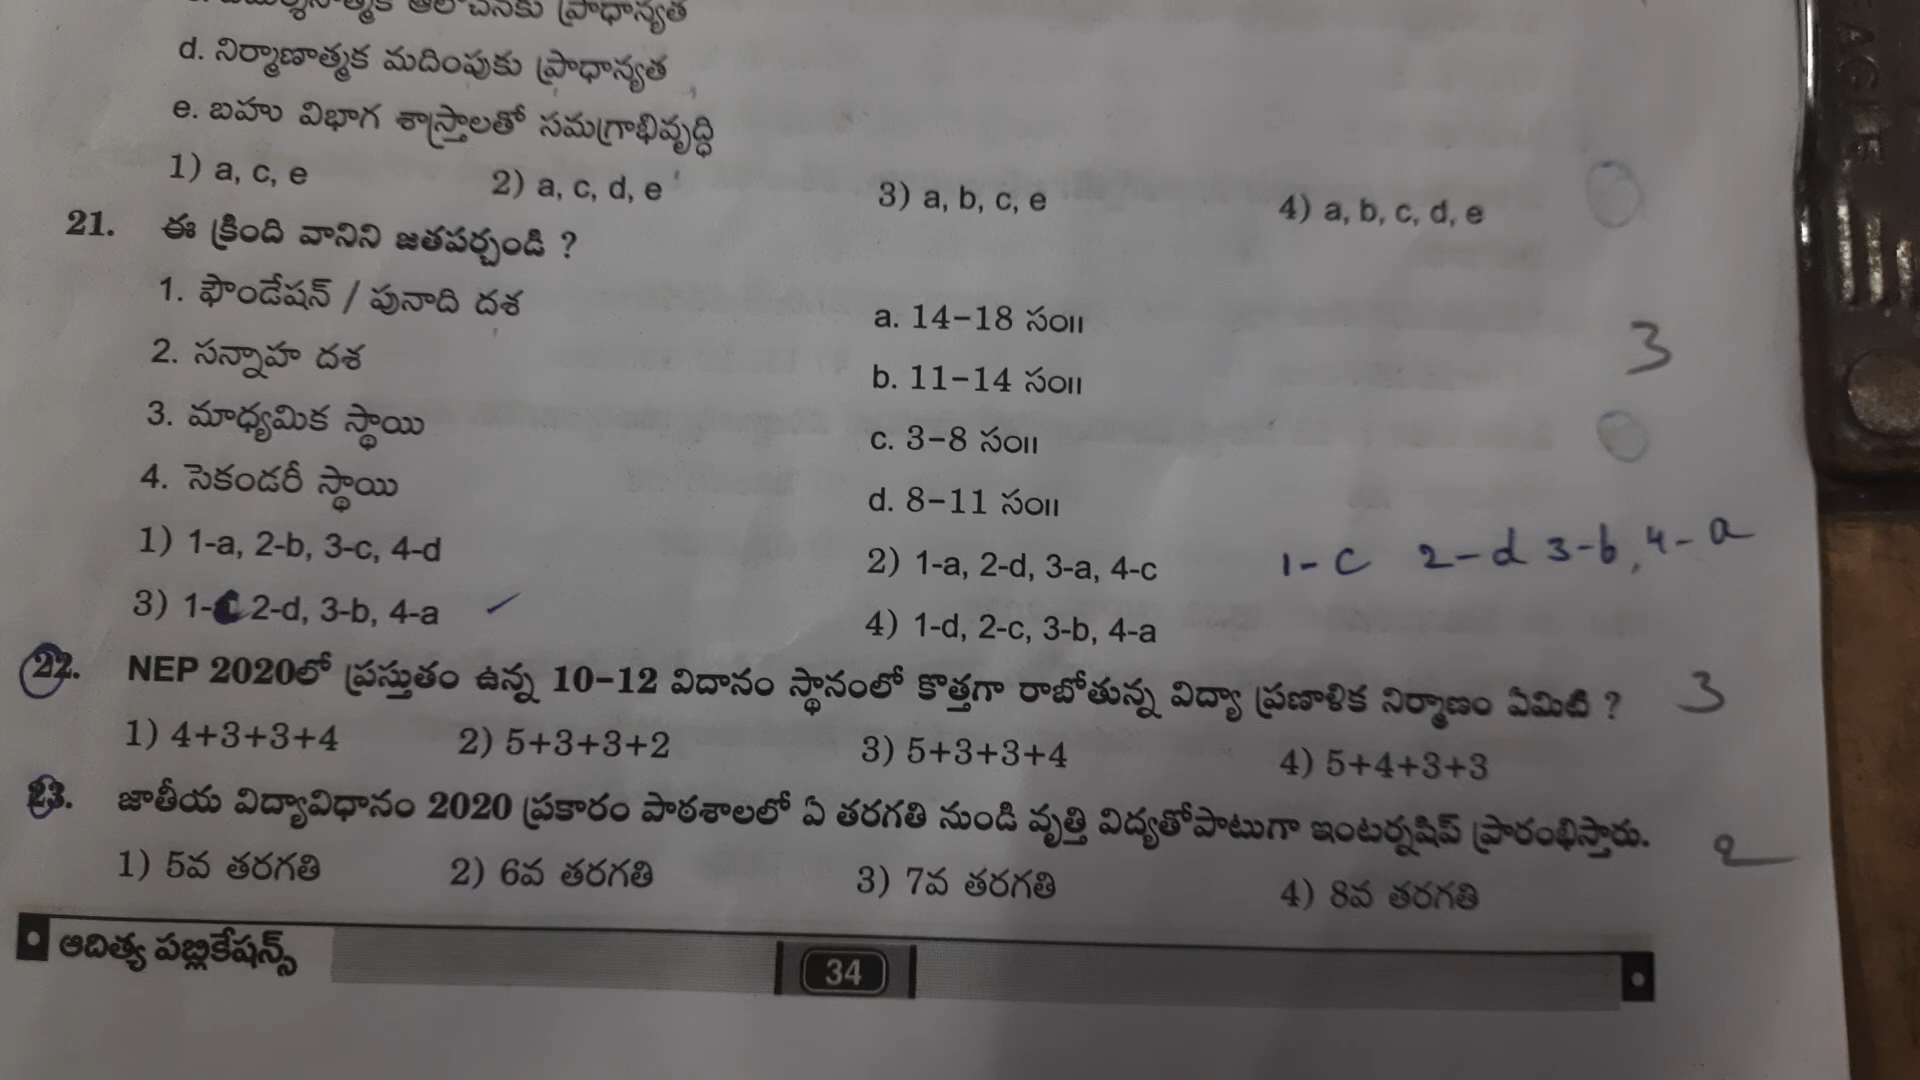 ప్రాధాన్యత
d. నిర్మాణాత్మక మదింపుకు ప్రాధాన్యత
e. బహు విభాగ శాస్త్రాలతో సమగ్రాభివృద్ధి
1) a, c, e 2) a, c, d, e 3) a, b, c, e 4) a, b, c, d, e
21. ఈ క్రింది వానిని జతపర్చండి ?
1. ఫౌండేషన్ / పునాది దశ a. 14-18 సం॥
3
2. సన్నాహ దశ b. 11-14 సం॥
3. మాధ్యమిక స్థాయి c. 3-8 సం॥
4. సెకండరీ స్థాయి d. 8-11 సం॥
1) 1-a, 2-b, 3-c, 4-d 2) 1-a, 2-d, 3-a, 4-c 1-c 2-d 3-b, 4-a
3) 1-c 2-d, 3-b, 4-a 4) 1-d, 2-c, 3-b, 4-a
22. NEP 2020లో ప్రస్తుతం ఉన్న 10-12 విదానం స్థానంలో కొత్తగా రాబోతున్న విద్యా ప్రణాళిక నిర్మాణం ఏమిటి ? 3
1) 4+3+3+4 2) 5+3+3+2 3) 5+3+3+4 4) 5+4+3+3
23. జాతీయ విద్యావిధానం 2020 ప్రకారం పాఠశాలలో ఏ తరగతి నుండి వృత్తి విద్యతోపాటుగా ఇంటర్నషిప్ ప్రారంభిస్తారు. 2
1) 5వ తరగతి 2) 6వ తరగతి 3) 7వ తరగతి 4) 8వ తరగతి
ఆదిత్య పబ్లికేషన్స్ 34
EAGLE